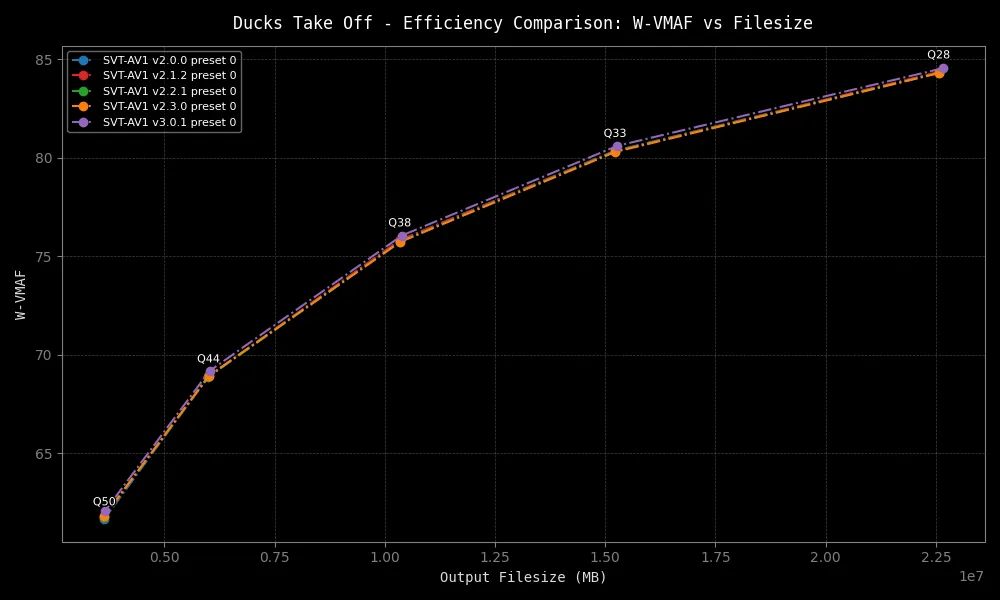 Ducks Take Off - Efficiency Comparison: W-VMAF vs Filesize
SVT-AV1 v2.0.0 preset 0
SVT-AV1 v2.1.2 preset 0
SVT-AV1 v2.2.1 preset 0
SVT-AV1 v2.3.0 preset 0
SVT-AV1 v3.0.1 preset 0
Q28
Q33
Q38
Q44
Q50
85
80
75
70
65
W-VMAF
0.50 0.75 1.00 1.25 1.50 1.75 2.00 2.25
1e7
Output Filesize (MB)